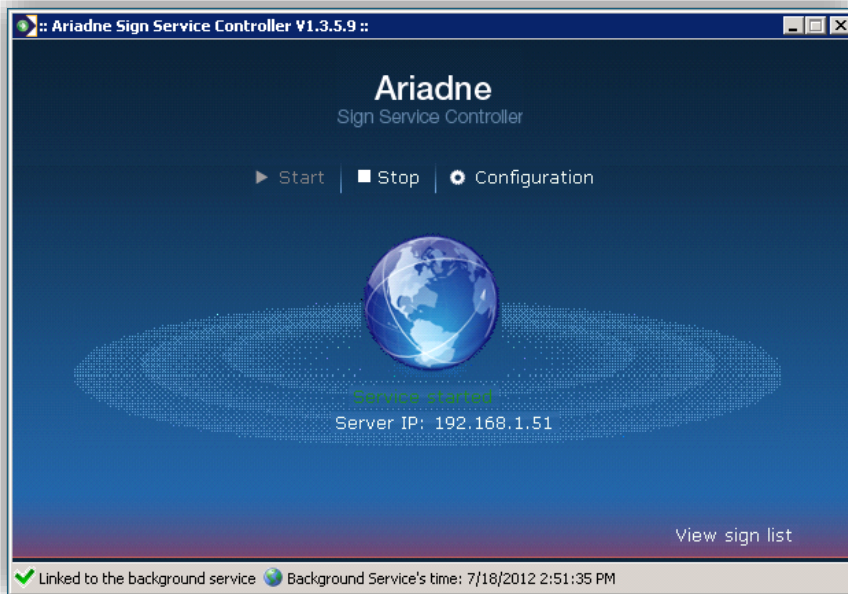 :: Ariadne Sign Service Controller V1.3.5.9 ::
Ariadne
Sign Service Controller
Start Stop Configuration
Service started
Server IP: 192.168.1.51
View sign list
Linked to the background service Background Service's time: 7/18/2012 2:51:35 PM